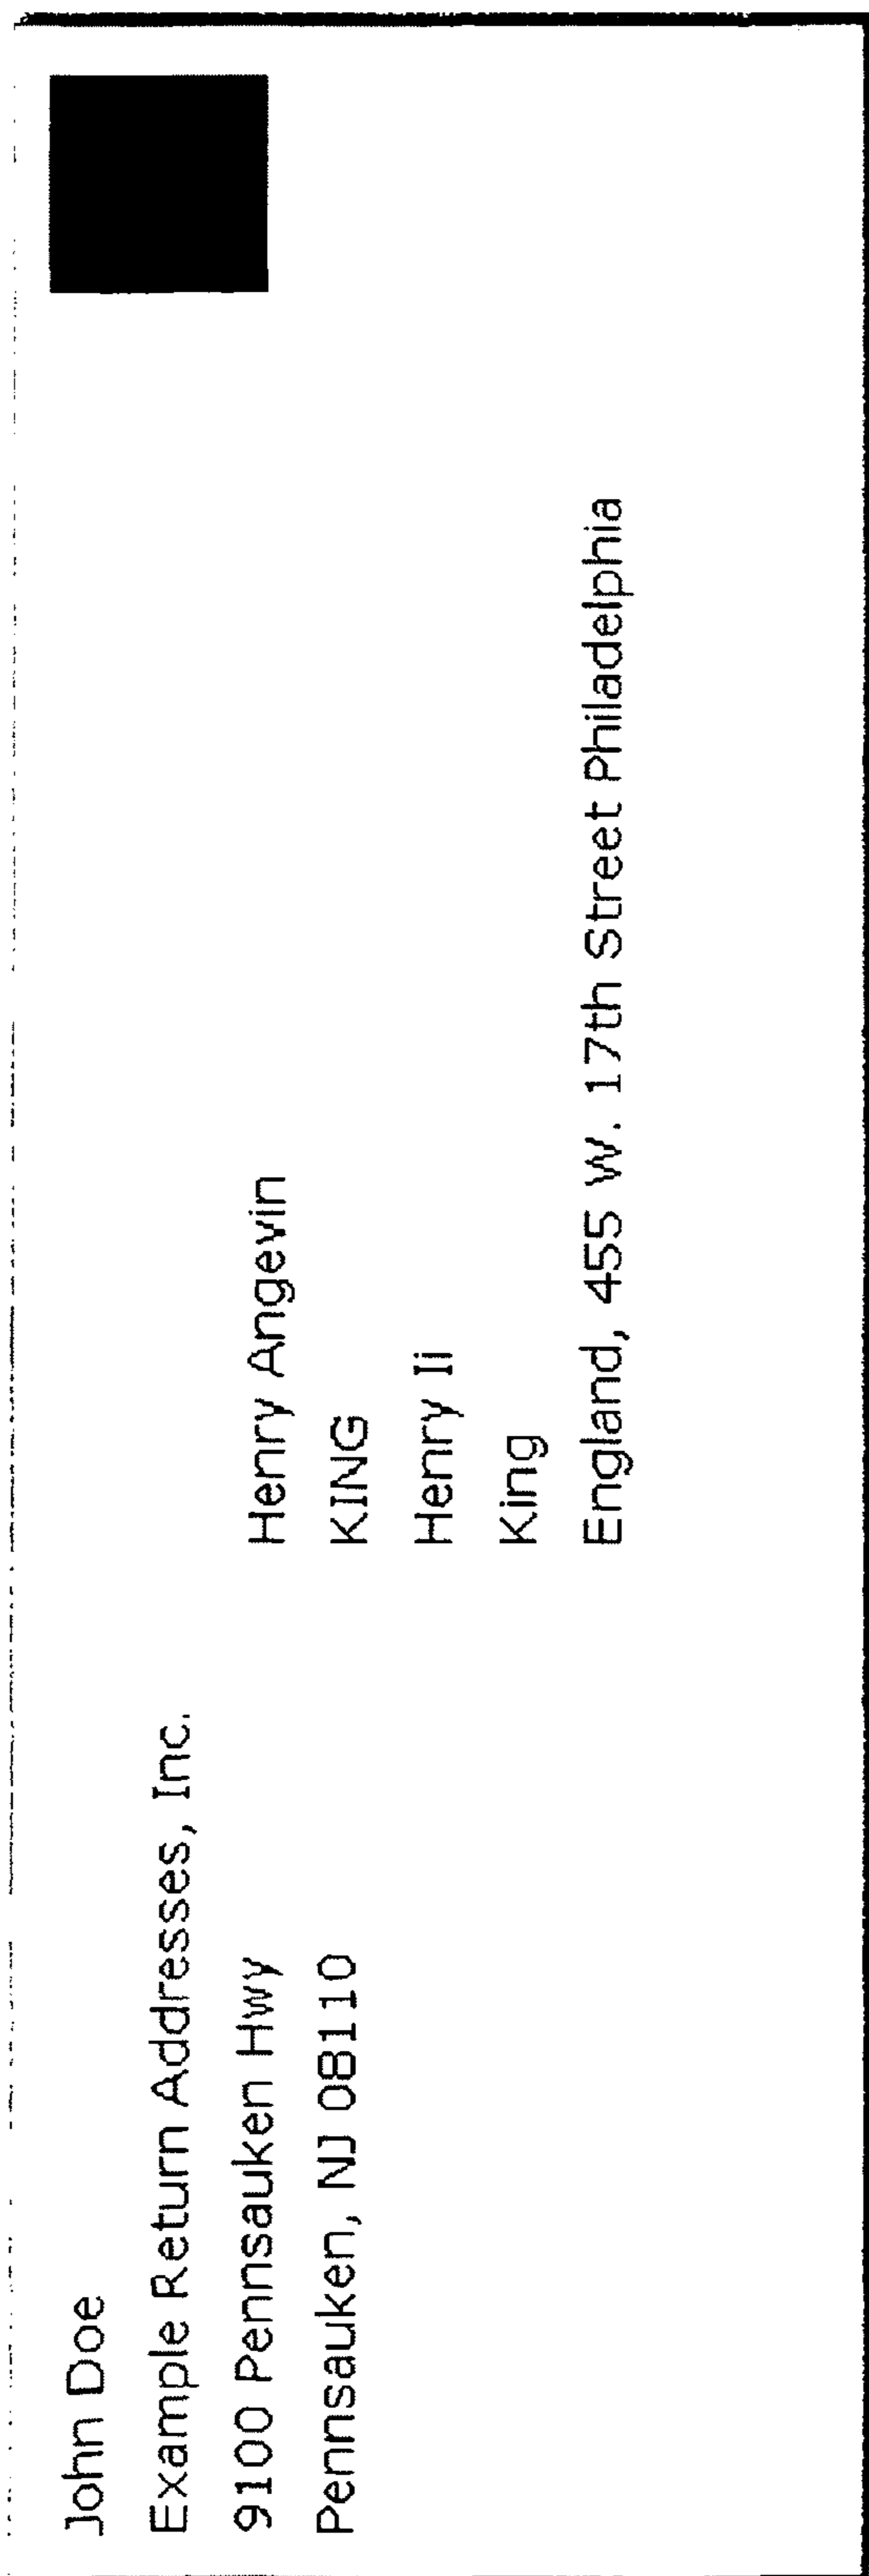 John Doe
Example Return Addresses, Inc.
9100 Pennsauken Hwy
Pennsauken, NJ 08110
Henry Angevin
KING
Henry Ii
King
England, 455 W. 17th Street Philadelphia